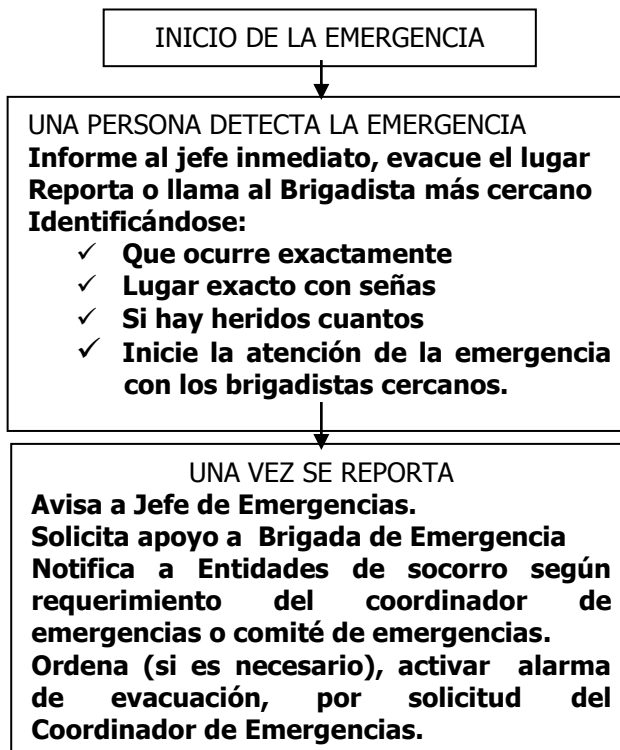 INICIO DE LA EMERGENCIA
UNA PERSONA DETECTA LA EMERGENCIA
Informe al jefe inmediato, evacue el lugar
Reporta o llama al Brigadista más cercano
Identificándose:
✓ Que ocurre exactamente
✓ Lugar exacto con señas
✓ Si hay heridos cuantos
✓ Inicie la atención de la emergencia
con los brigadistas cercanos.
UNA VEZ SE REPORTA
Avisa a Jefe de Emergencias.
Solicita apoyo a Brigada de Emergencia
Notifica a Entidades de socorro según
requerimiento del coordinador de
emergencias o comité de emergencias.
Ordena (si es necesario), activar alarma
de evacuación, por solicitud del
Coordinador de Emergencias.